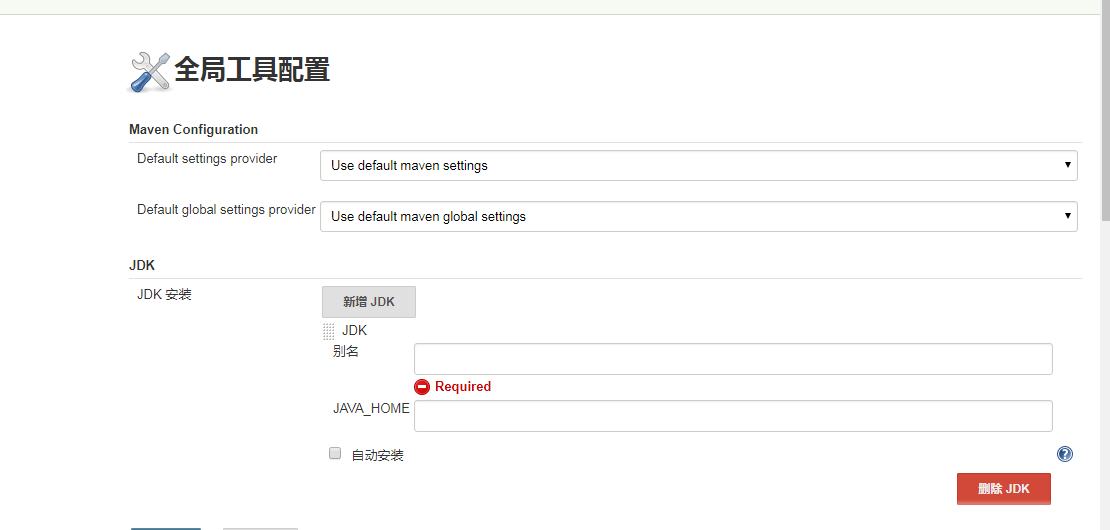 全局工具配置
Maven Configuration
Default settings provider
Use default maven settings
Default global settings provider
Use default maven global settings
JDK
JDK 安装
新增 JDK
JDK
别名
Required
JAVA_HOME
自动安装
删除 JDK